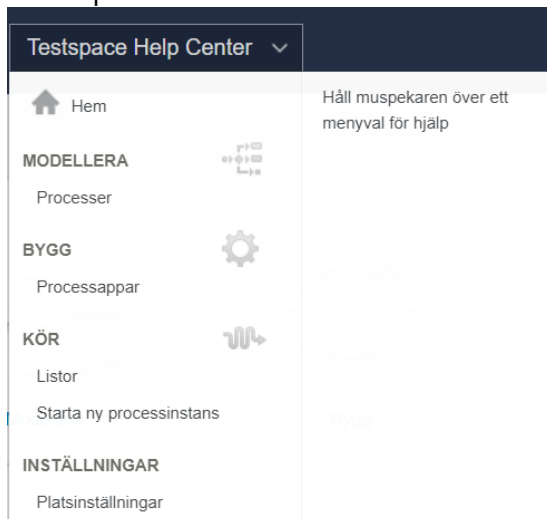 Testspace Help Center
Hem
Håll muspekaren över ett
menyval för hjälp
MODELLERA
Processer
BYGG
Processappar
KÖR
Listor
Starta ny processinstans
Bygg
INSTÄLLNINGAR
Platsinställningar